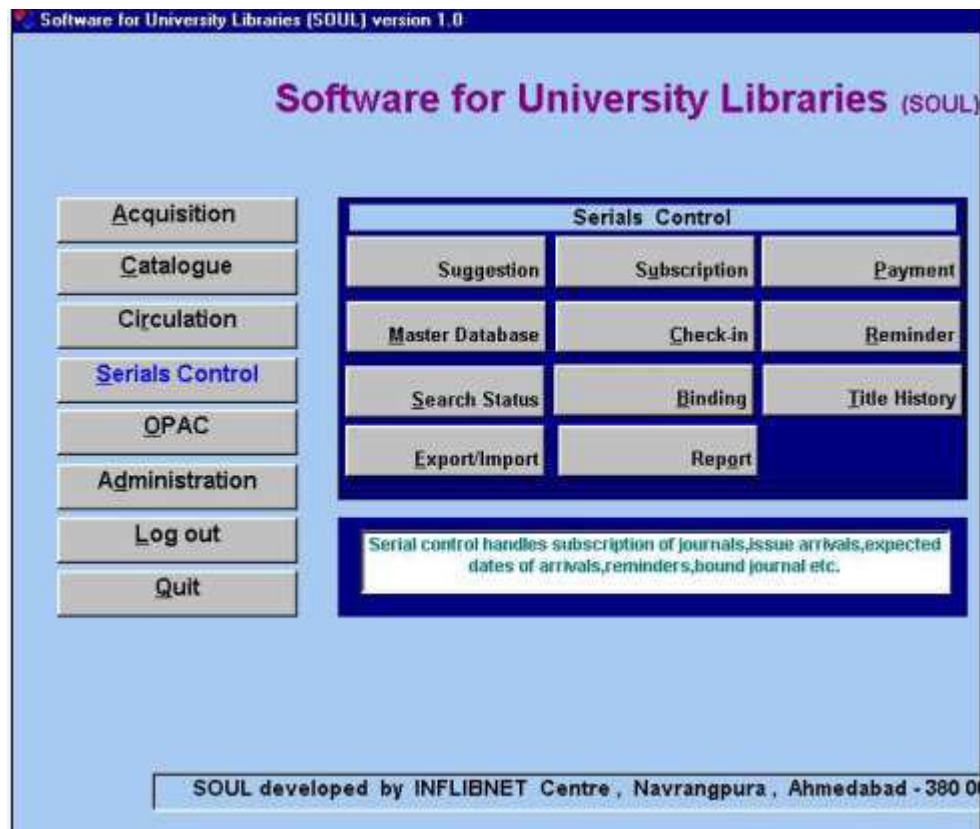 Software for University Libraries (SOUL) version 1.0
Software for University Libraries (SOUL)
Acquisition
Catalogue
Circulation
Serials Control
OPAC
Administration
Log out
Quit
Serials Control
Suggestion Subscription Payment
Master Database Check-in Reminder
Search Status Binding Title History
Export/Import Report
Serial control handles subscription of journals,issue arrivals,expected
dates of arrivals,reminders,bound journal etc.
SOUL developed by INFLIBNET Centre , Navrangpura , Ahmedabad - 380